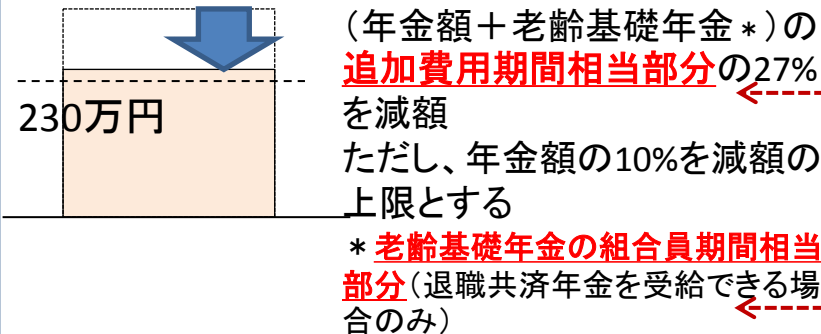 230万円
(年金額＋老齢基礎年金＊)の
追加費用期間相当部分の27%
を減額
ただし、年金額の10%を減額の
上限とする
＊老齢基礎年金の組合員期間相当
部分(退職共済年金を受給できる場
合のみ)